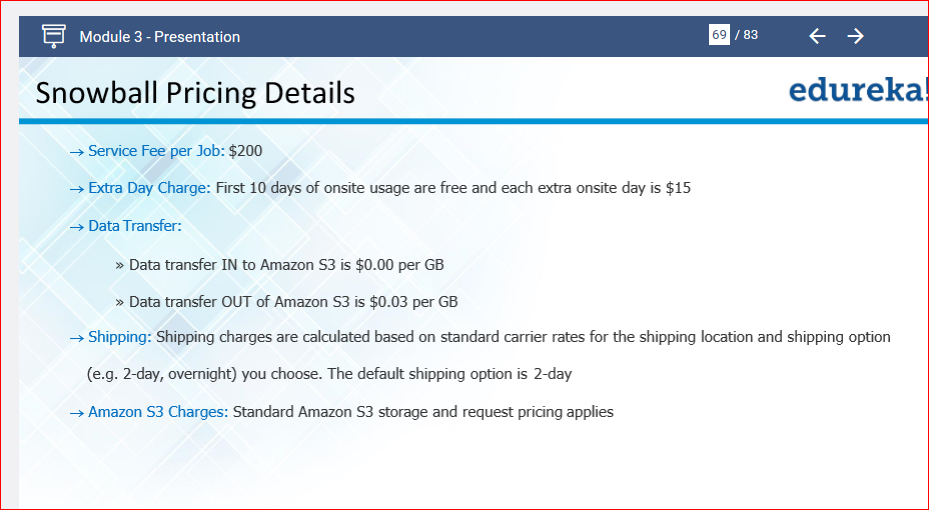 Module 3 - Presentation
69 / 83
Snowball Pricing Details
edureka!
→ Service Fee per Job: $200
→ Extra Day Charge: First 10 days of onsite usage are free and each extra onsite day is $15
→ Data Transfer:
» Data transfer IN to Amazon S3 is $0.00 per GB
» Data transfer OUT of Amazon S3 is $0.03 per GB
→ Shipping: Shipping charges are calculated based on standard carrier rates for the shipping location and shipping option
(e.g. 2-day, overnight) you choose. The default shipping option is 2-day
→ Amazon S3 Charges: Standard Amazon S3 storage and request pricing applies